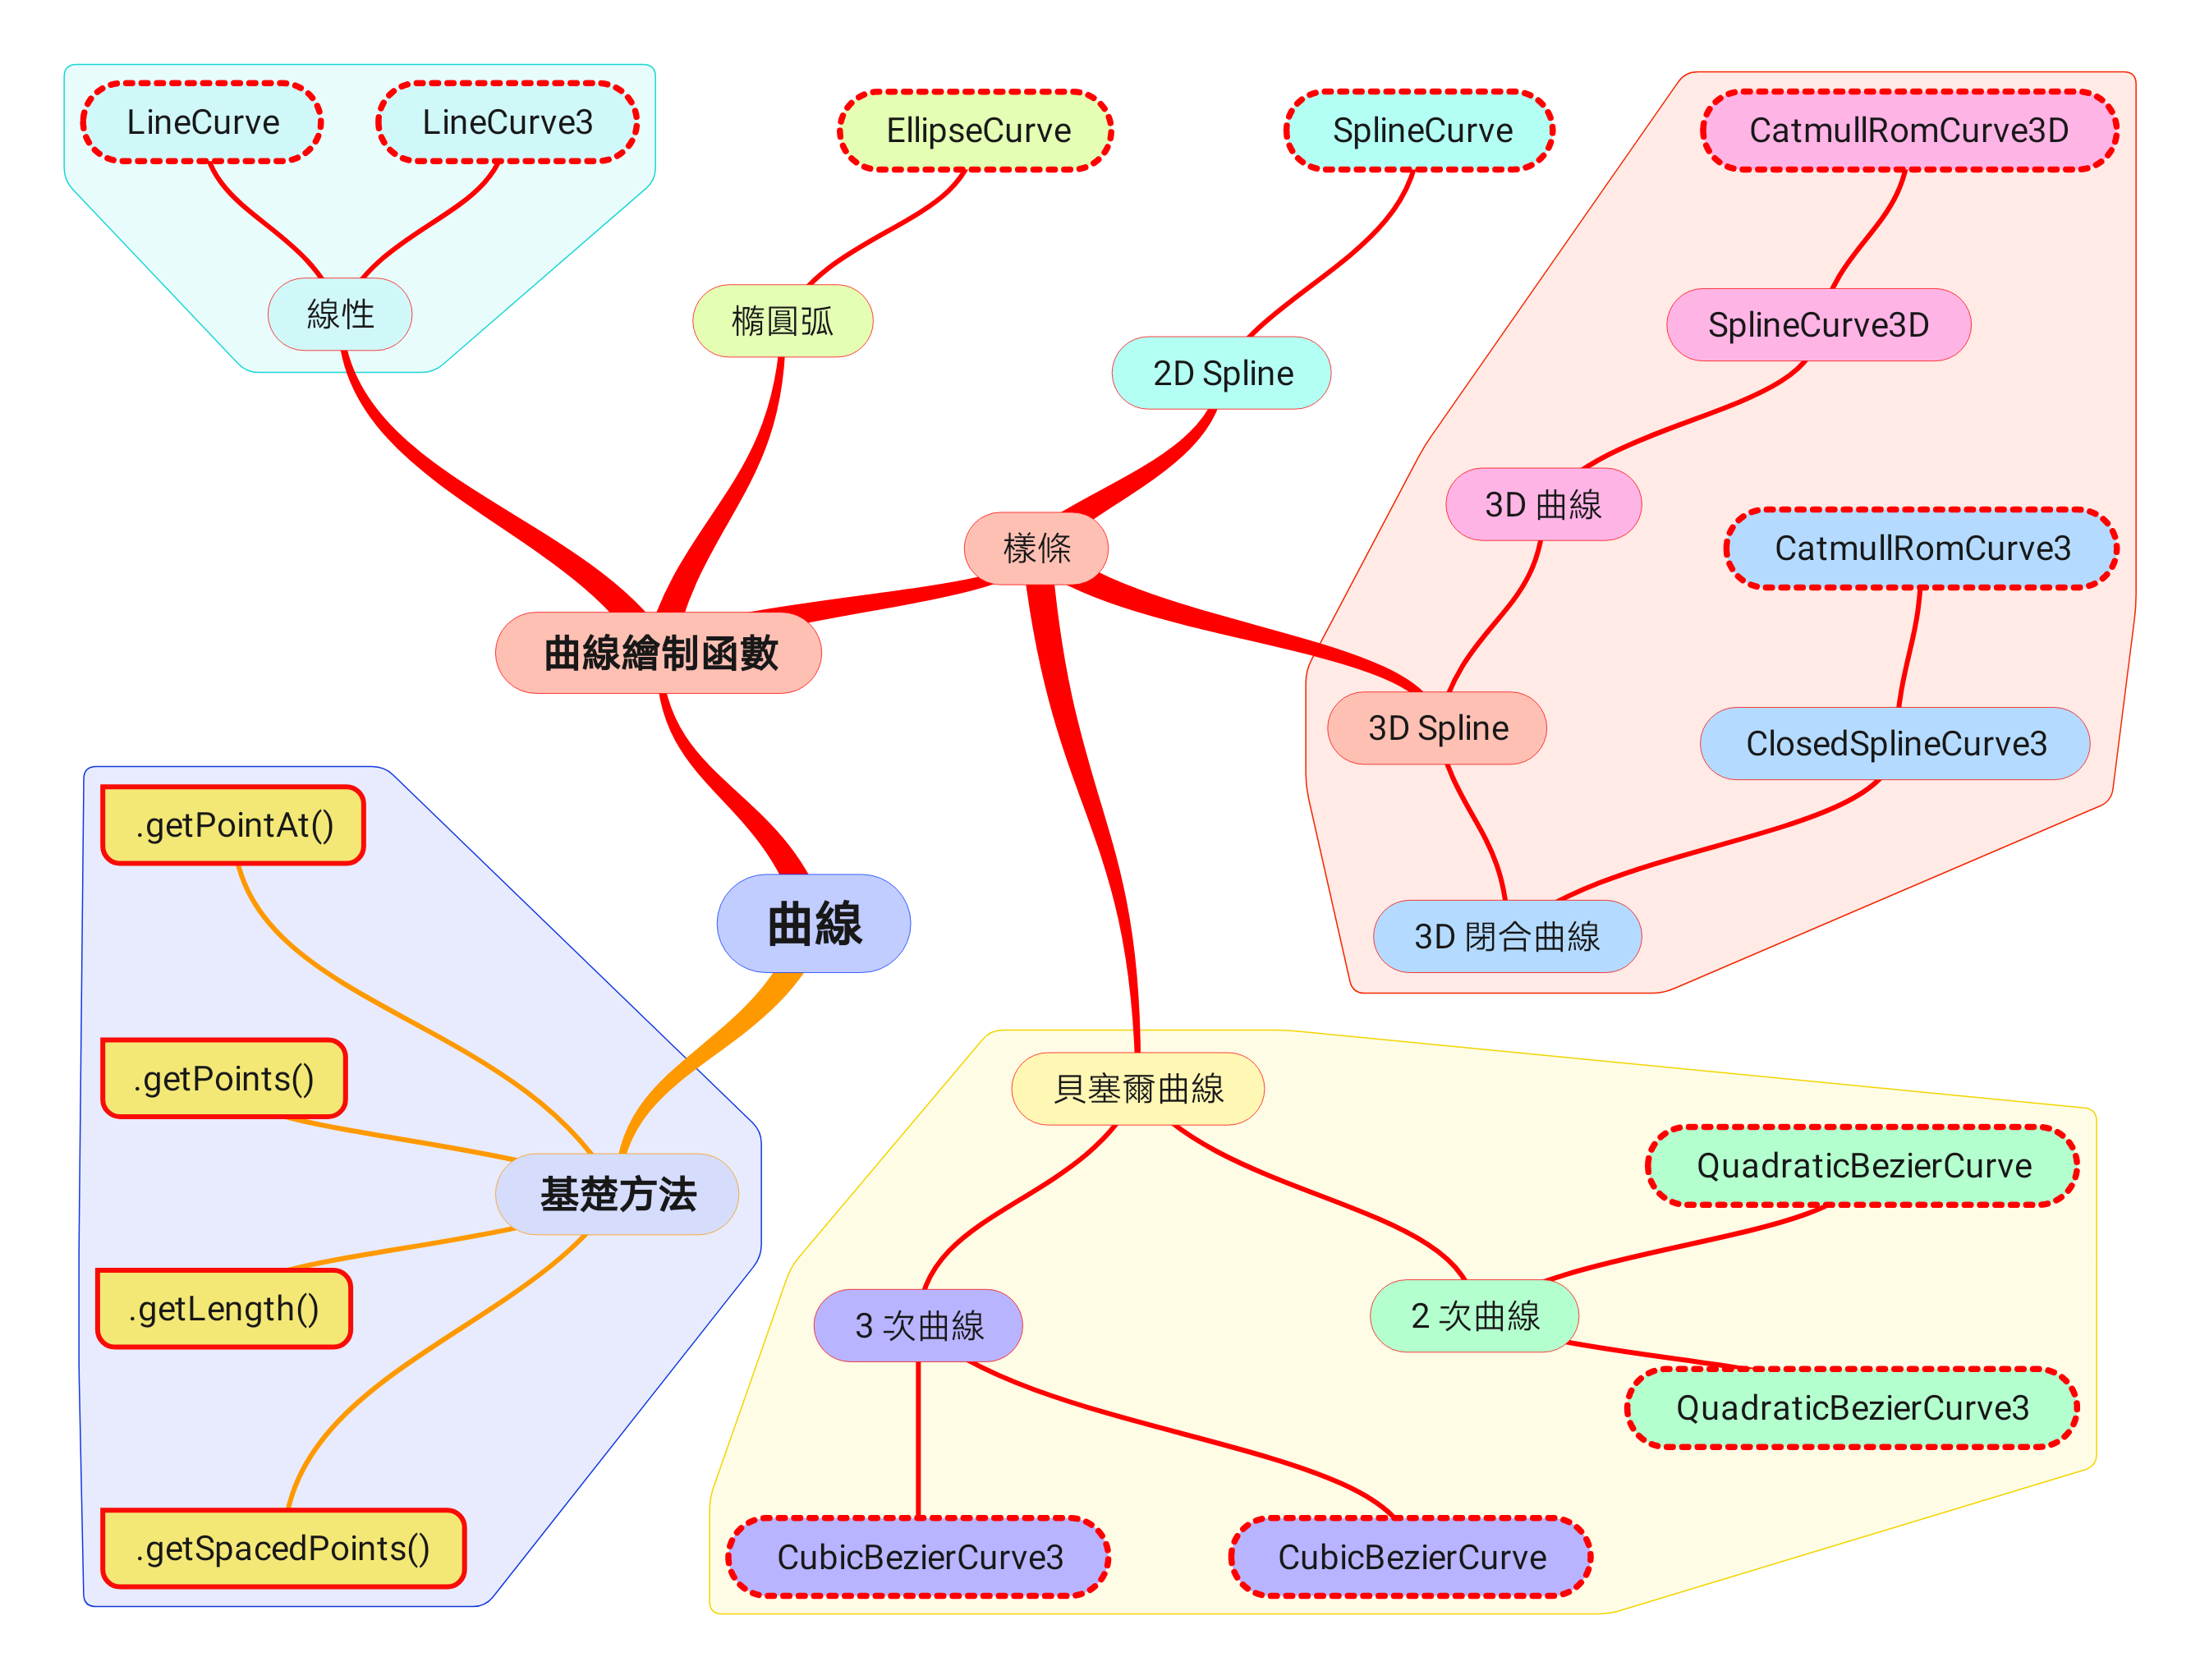 LineCurve
LineCurve3
EllipseCurve
SplineCurve
CatmullRomCurve3D
線性
橢圓弧
2D Spline
SplineCurve3D
3D 曲線
樣條
CatmullRomCurve3
曲線繪制函數
3D Spline
ClosedSplineCurve3
.getPointAt()
曲線
3D 閉合曲線
.getPoints()
貝塞爾曲線
QuadraticBezierCurve
基楚方法
.getLength()
3 次曲線
2 次曲線
QuadraticBezierCurve3
.getSpacedPoints()
CubicBezierCurve3
CubicBezierCurve